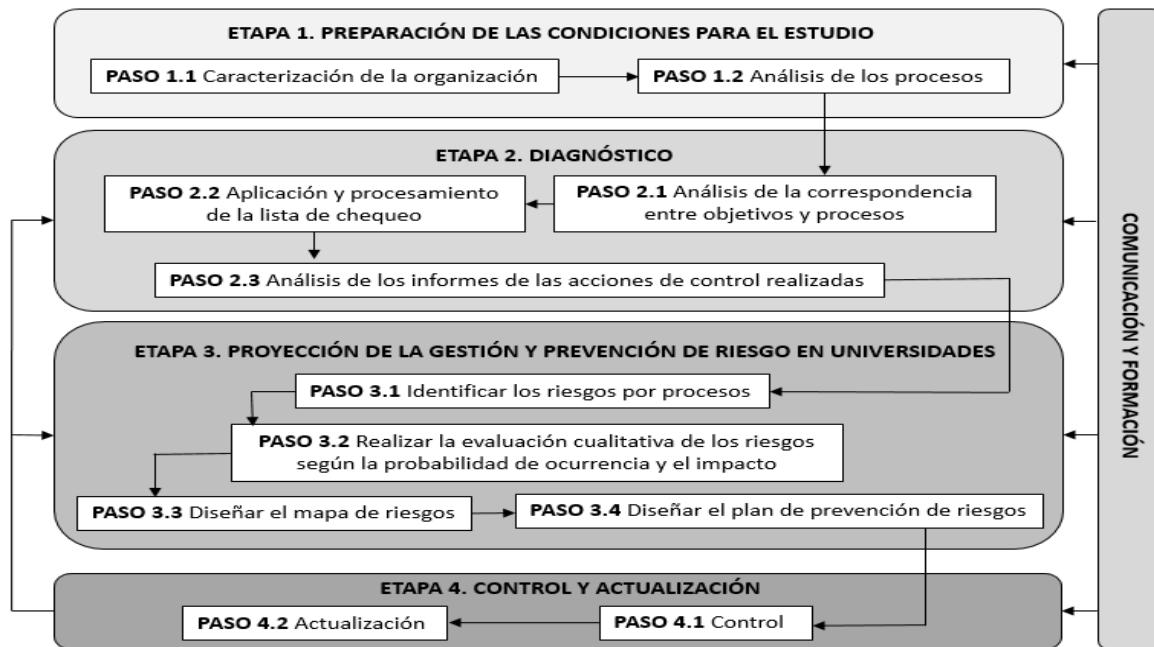 ETAPA 1. PREPARACIÓN DE LAS CONDICIONES PARA EL ESTUDIO
PASO 1.1 Caracterización de la organización
PASO 1.2 Análisis de los procesos
ETAPA 2. DIAGNÓSTICO
PASO 2.1 Análisis de la correspondencia
entre objetivos y procesos
PASO 2.2 Aplicación y procesamiento
de la lista de chequeo
PASO 2.3 Análisis de los informes de las acciones de control realizadas
ETAPA 3. PROYECCIÓN DE LA GESTIÓN Y PREVENCIÓN DE RIESGO EN UNIVERSIDADES
PASO 3.1 Identificar los riesgos por procesos
PASO 3.2 Realizar la evaluación cualitativa de los riesgos
según la probabilidad de ocurrencia y el impacto
PASO 3.3 Diseñar el mapa de riesgos
PASO 3.4 Diseñar el plan de prevención de riesgos
ETAPA 4. CONTROL Y ACTUALIZACIÓN
PASO 4.1 Control
PASO 4.2 Actualización
COMUNICACIÓN Y FORMACIÓN